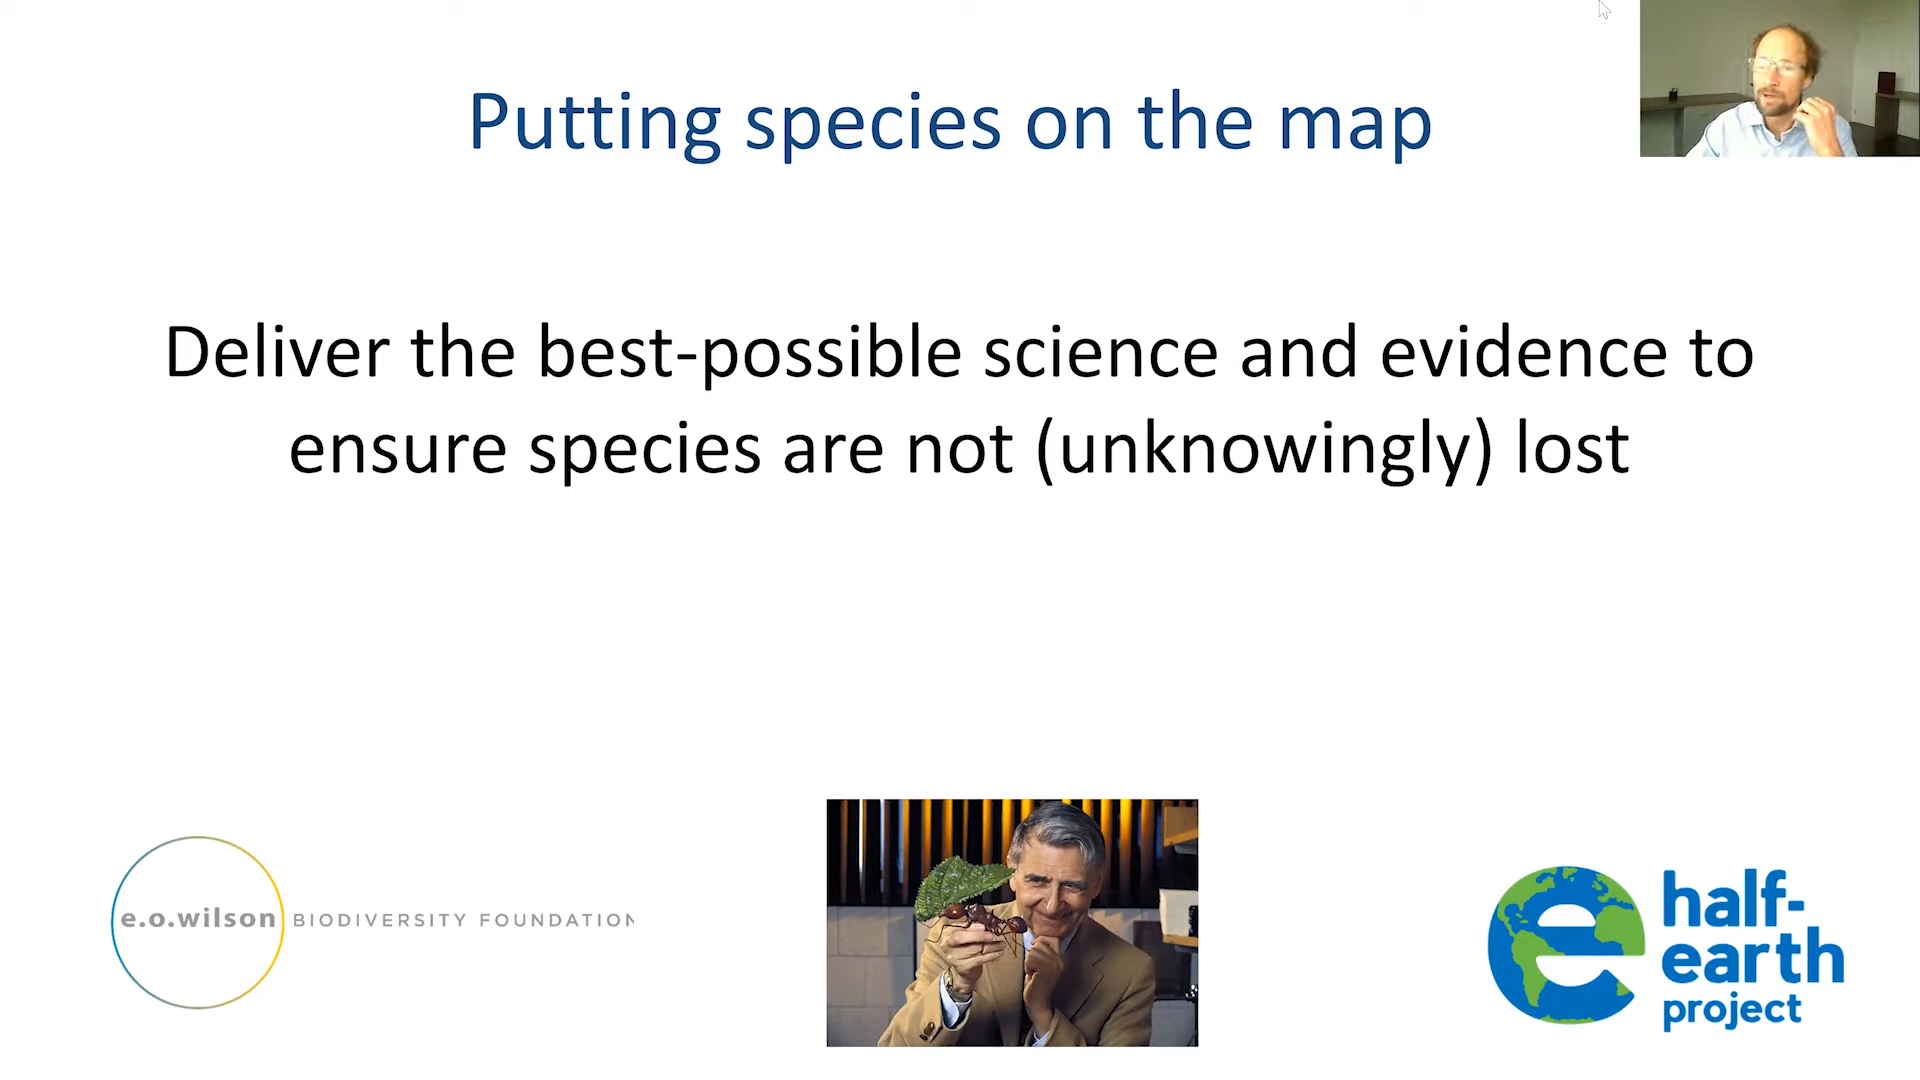 Putting species on the map
Deliver the best-possible science and evidence to
ensure species are not (unknowingly) lost
e.o.wilson BIODIVERSITY FOUNDATION
half-
earth
project